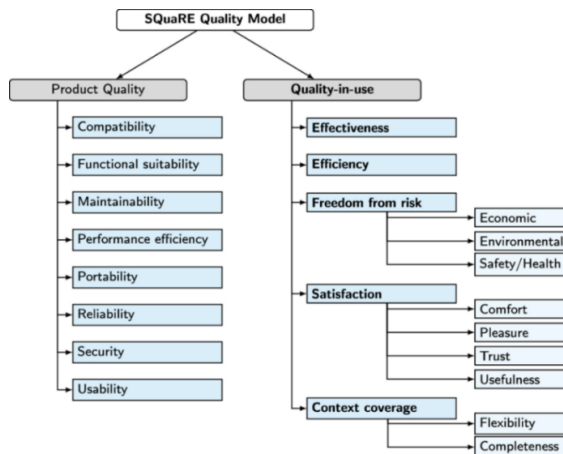 SQuaRE Quality Model
Product Quality
Compatibility
Functional suitability
Maintainability
Performance efficiency
Portability
Reliability
Security
Usability
Quality-in-use
Effectiveness
Efficiency
Freedom from risk
Economic
Environmental
Safety/Health
Satisfaction
Comfort
Pleasure
Trust
Usefulness
Context coverage
Flexibility
Completeness